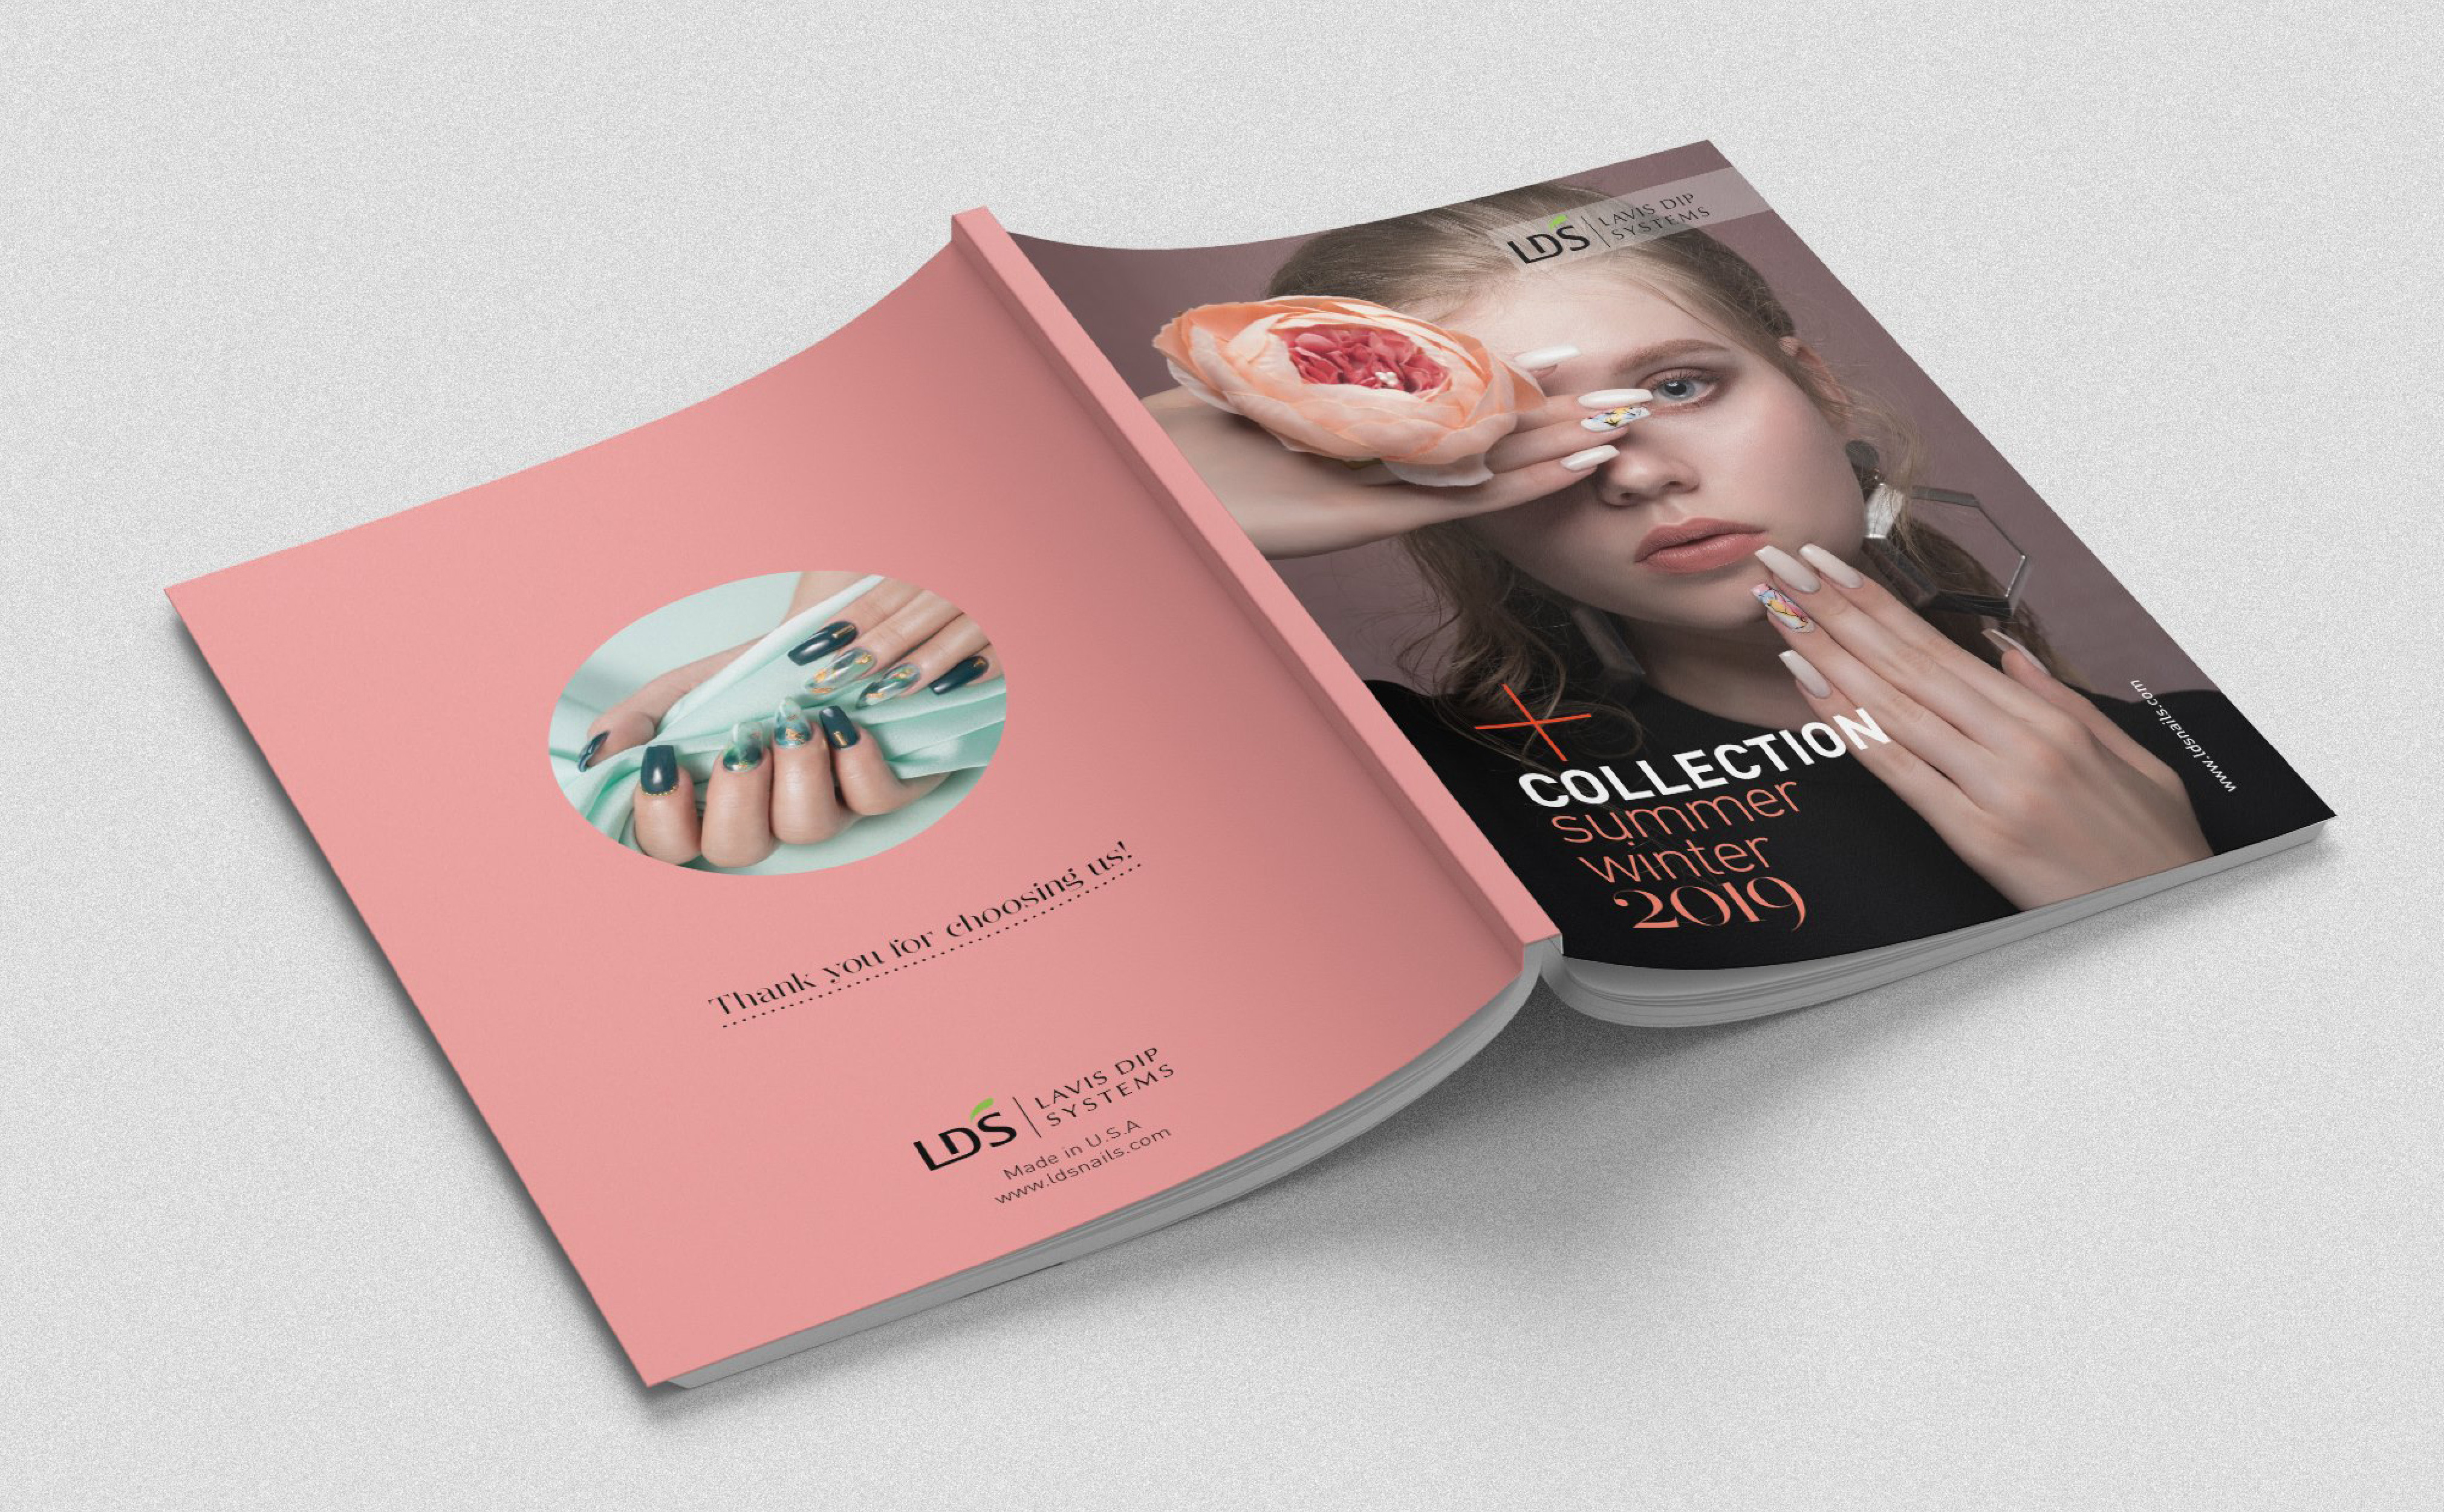 Thank you for choosing us!
LDS | LAVIS DIP
SYSTEMS
Made in U.S.A
www.ldsnails.com
LDS | LAVIS DIP
SYSTEMS
COLLECTION
summer
winter
2019
www.ldsnails.com